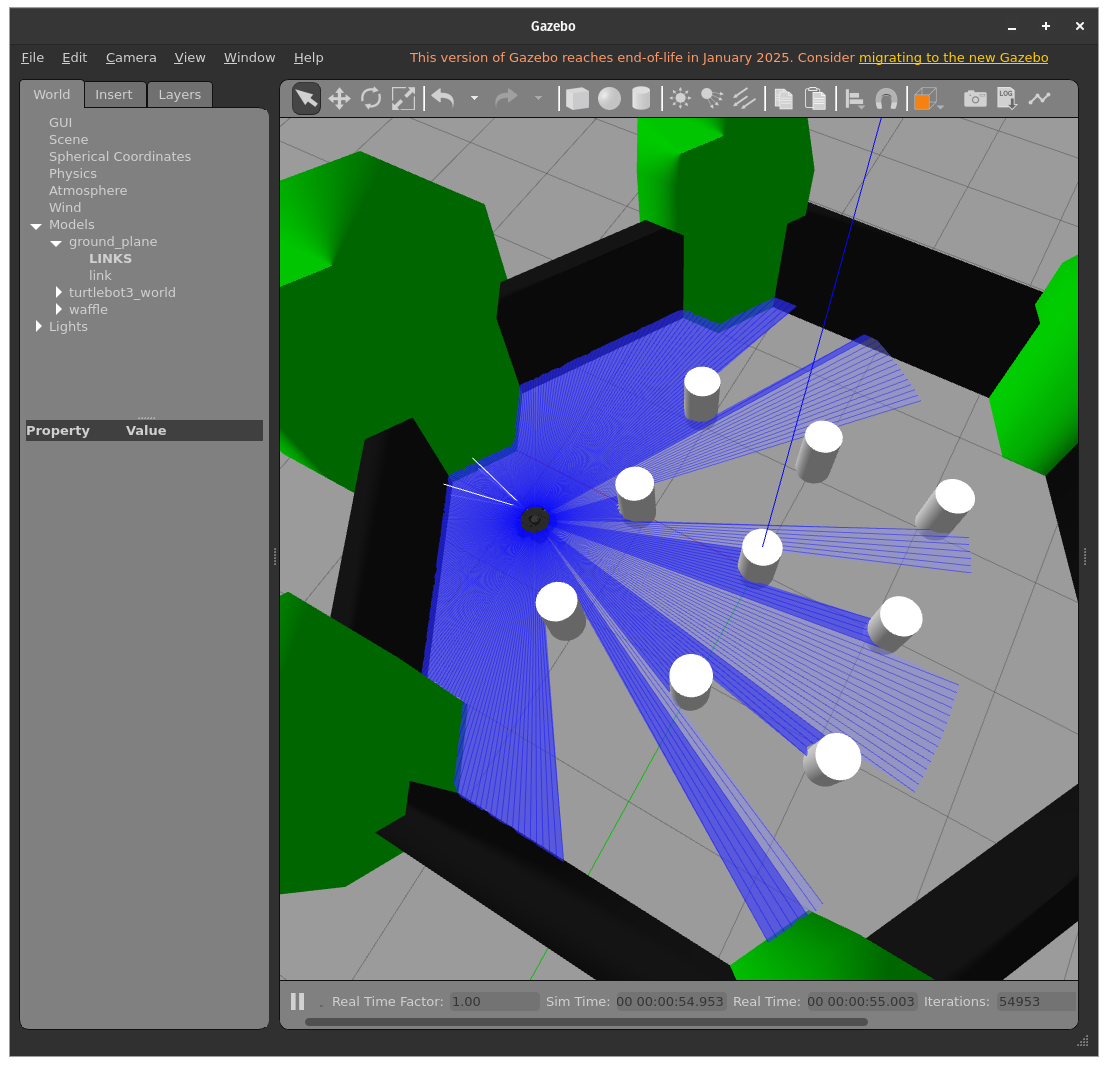 Gazebo
File Edit Camera View Window Help This version of Gazebo reaches end-of-life in January 2025. Consider migrating to the new Gazebo
World Insert Layers
LOG
GUI
Scene
Spherical Coordinates
Physics
Atmosphere
Wind
Models
ground_plane
LINKS
link
turtlebot3_world
waffle
Lights
Property Value
Real Time Factor: 1.00 Sim Time: 00 00:00:54.953 Real Time: 00 00:00:55.003 Iterations: 54953